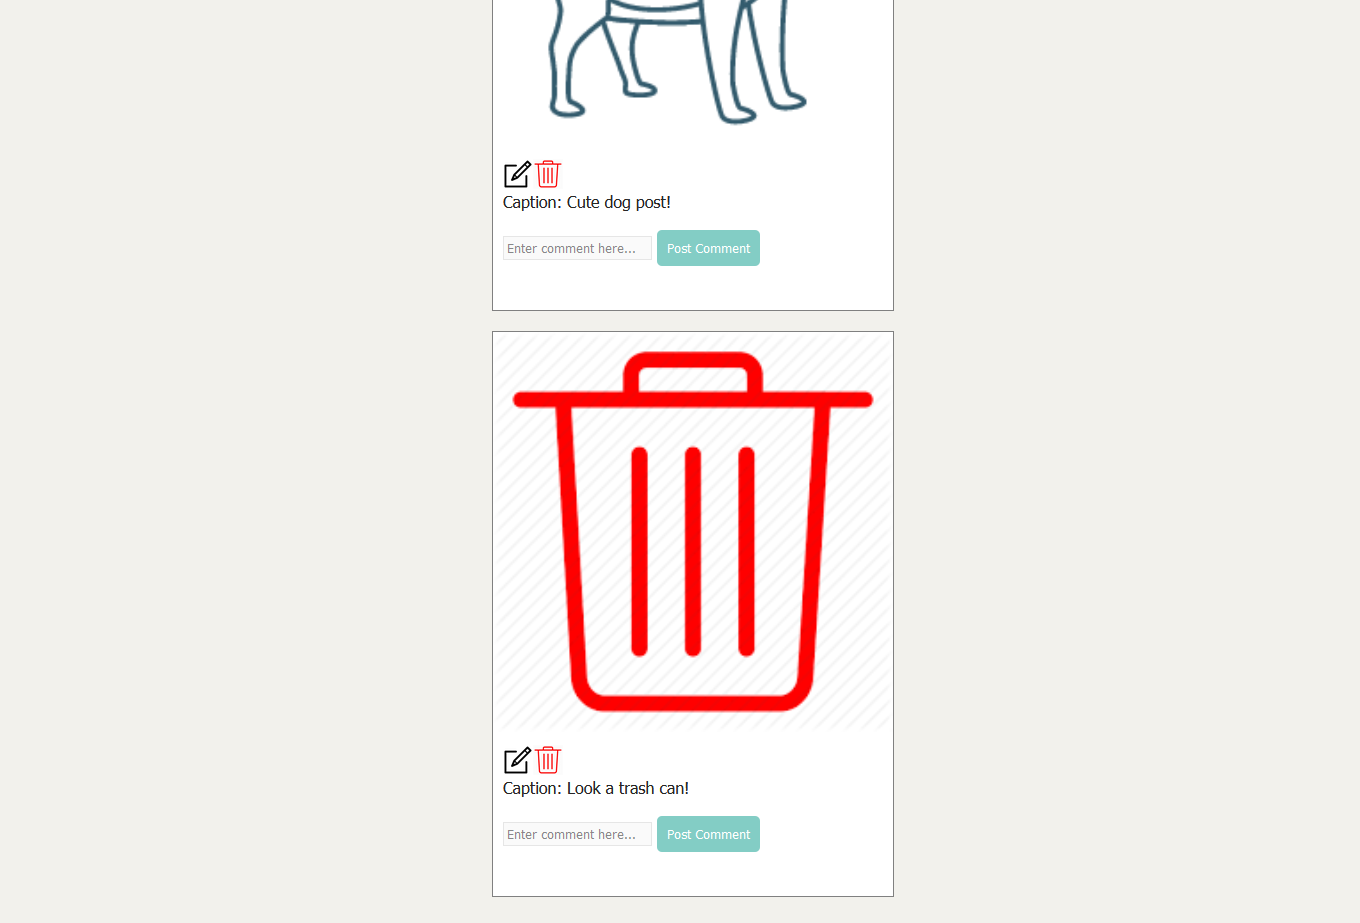 Caption: Cute dog post!
Enter comment here...
Post Comment
Caption: Look a trash can!
Enter comment here...
Post Comment